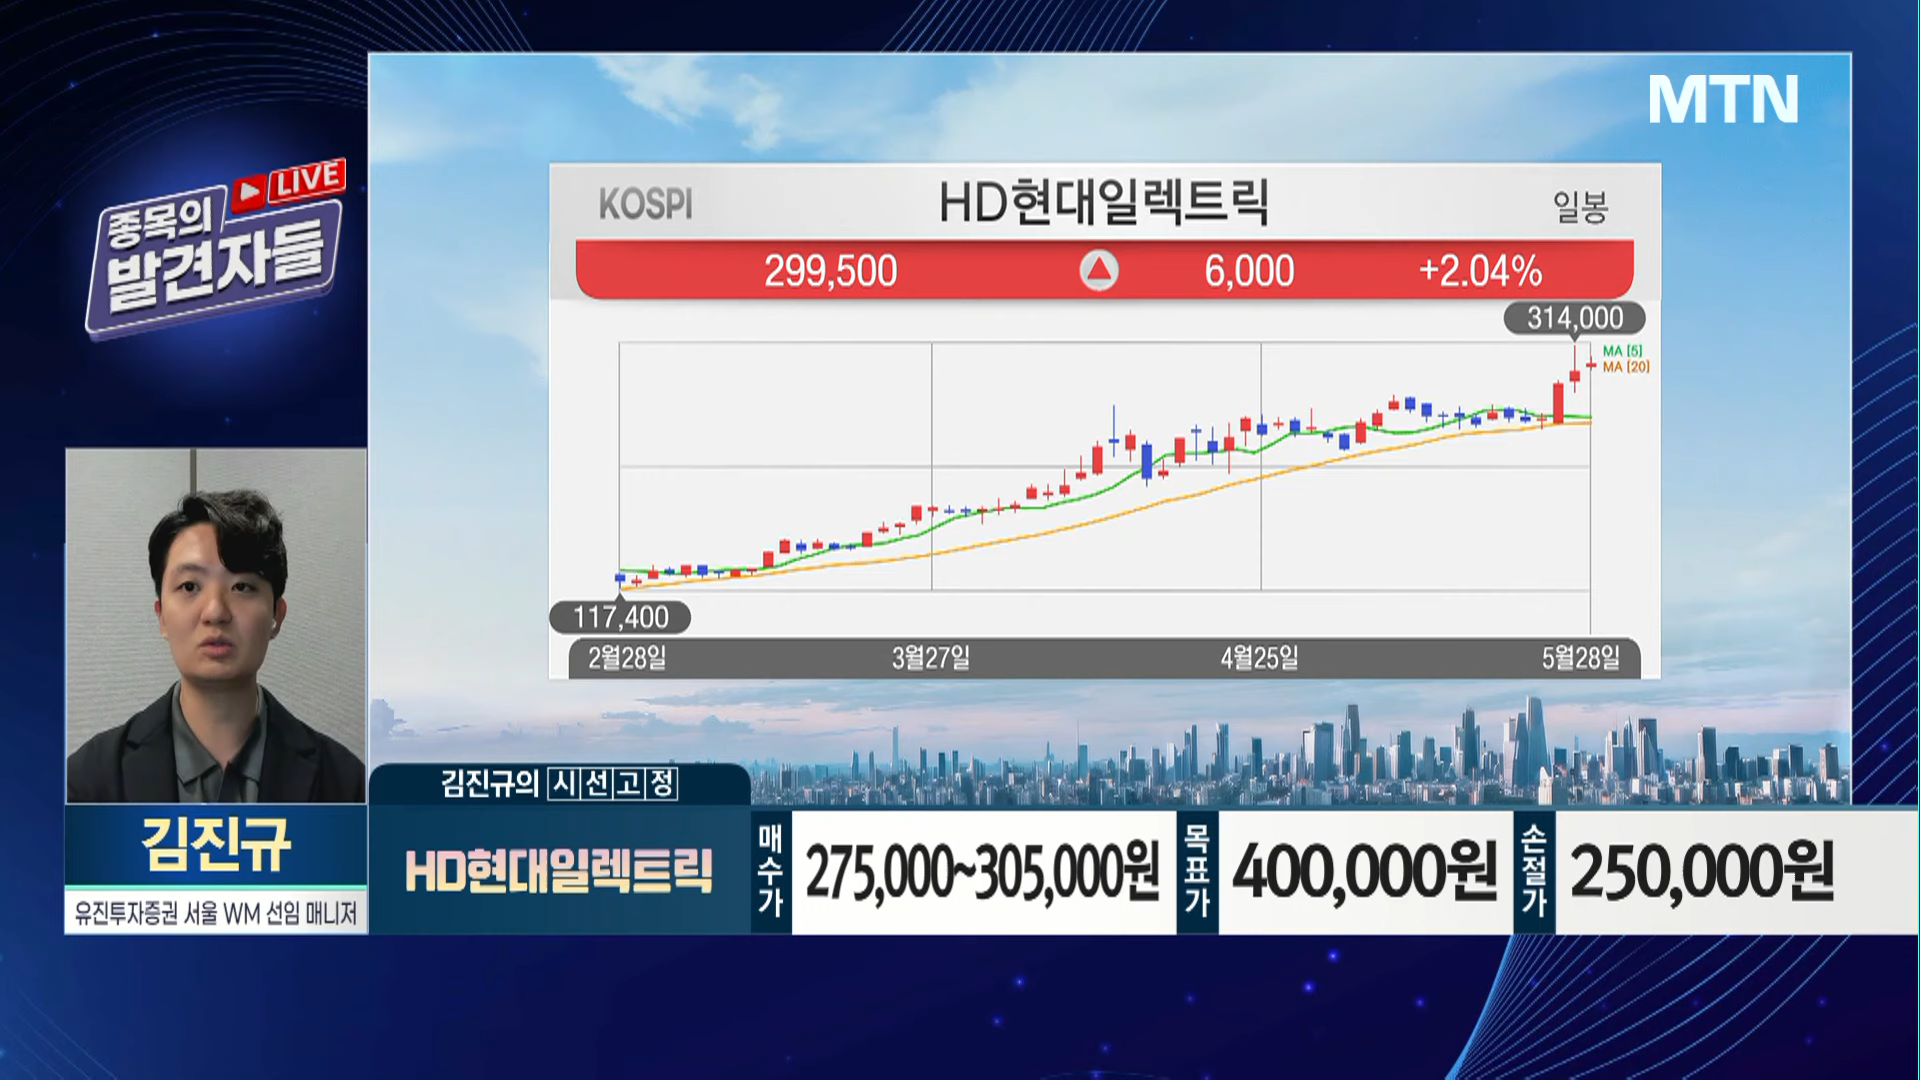 MTN
LIVE
종목의
발견자들
KOSPI
HD현대일렉트릭
일봉
299,500 6,000 +2.04%
314,000
MA [5]
MA [20]
117,400
2월28일 3월27일 4월25일 5월28일
김진규
유진투자증권 서울 WM 선임 매니저
김진규의 시선고정
HD현대일렉트릭
매수가
275,000~305,000원
목표가
400,000원
손절가
250,000원